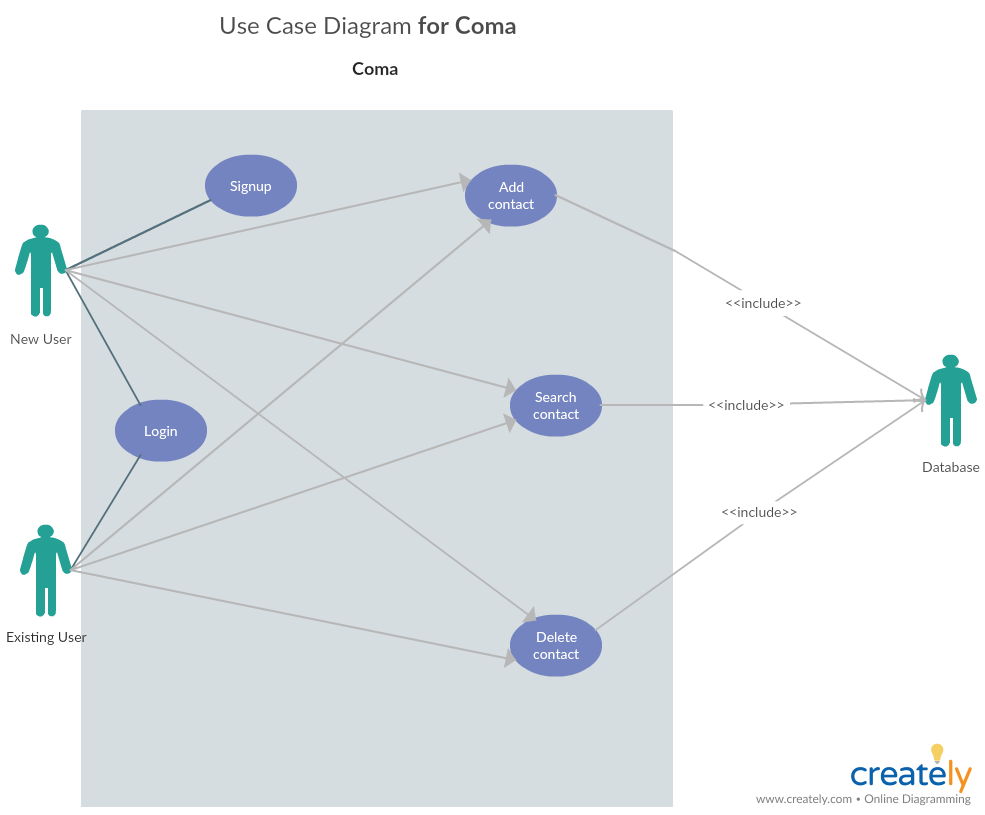 Use Case Diagram for Coma
Coma
Signup
Add
contact
New User
<<include>>
Search
contact
<<include>>
Login
Database
<<include>>
Existing User
Delete
contact
creately
www.creately.com • Online Diagramming